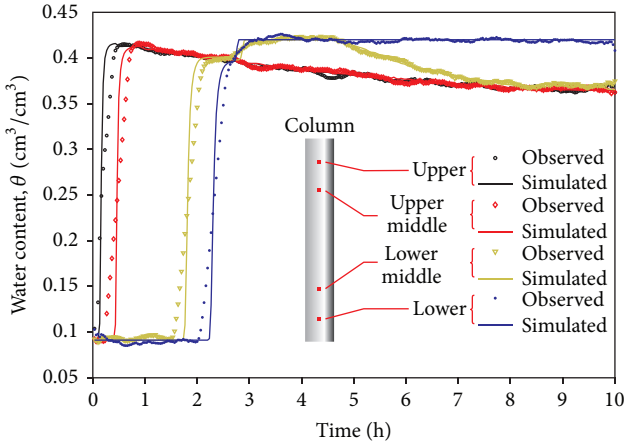 Water content, θ (cm³/cm³)
0.45
0.4
0.35
0.3
0.25
0.2
0.15
0.1
0.05
0 1 2 3 4 5 6 7 8 9 10
Time (h)
Column
Upper
Observed
Simulated
Upper middle
Observed
Simulated
Lower middle
Observed
Simulated
Lower
Observed
Simulated